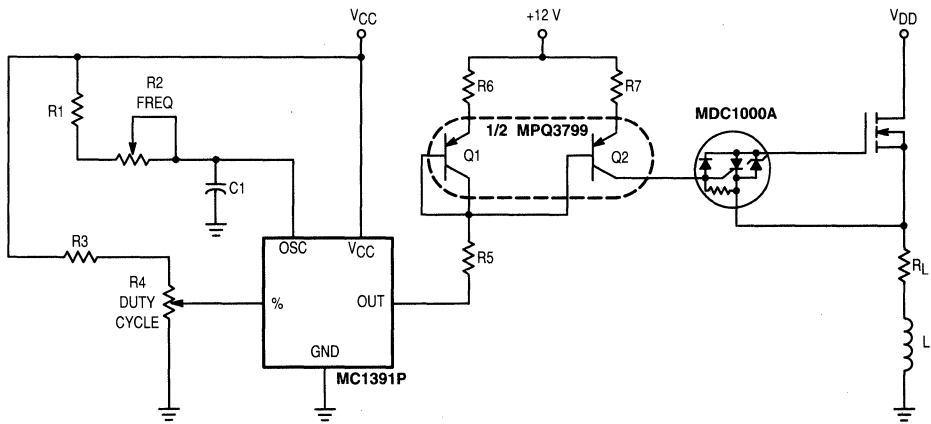 VCC
+12 V
VDD
R2
FREQ
R1
R6
R7
MDC1000A
1/2 MPQ3799
Q1
Q2
C1
R3
OSC
VCC
R5
RL
R4
DUTY
CYCLE
%
OUT
L
GND
MC1391P